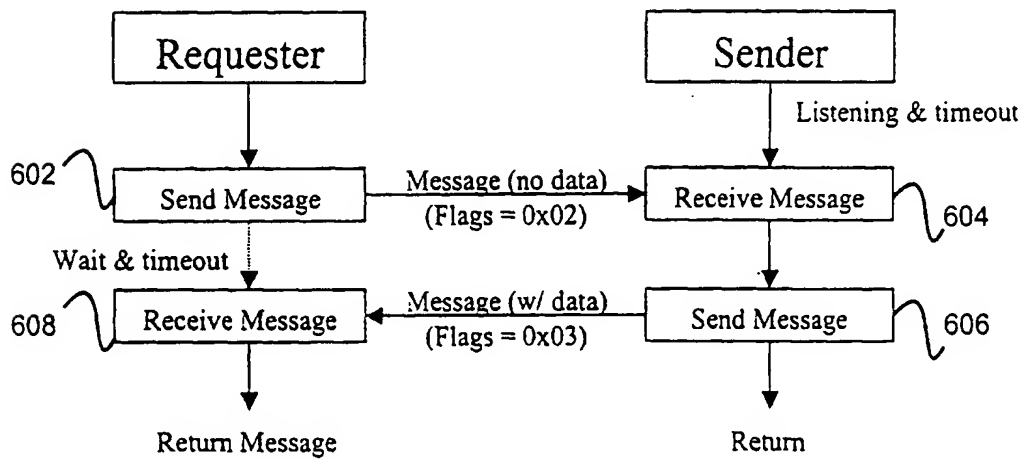 Requester
Sender
Listening & timeout
602
Send Message
Message (no data)
(Flags = 0x02)
Receive Message
604
Wait & timeout
608
Receive Message
Message (w/ data)
(Flags = 0x03)
Send Message
606
Return Message
Return